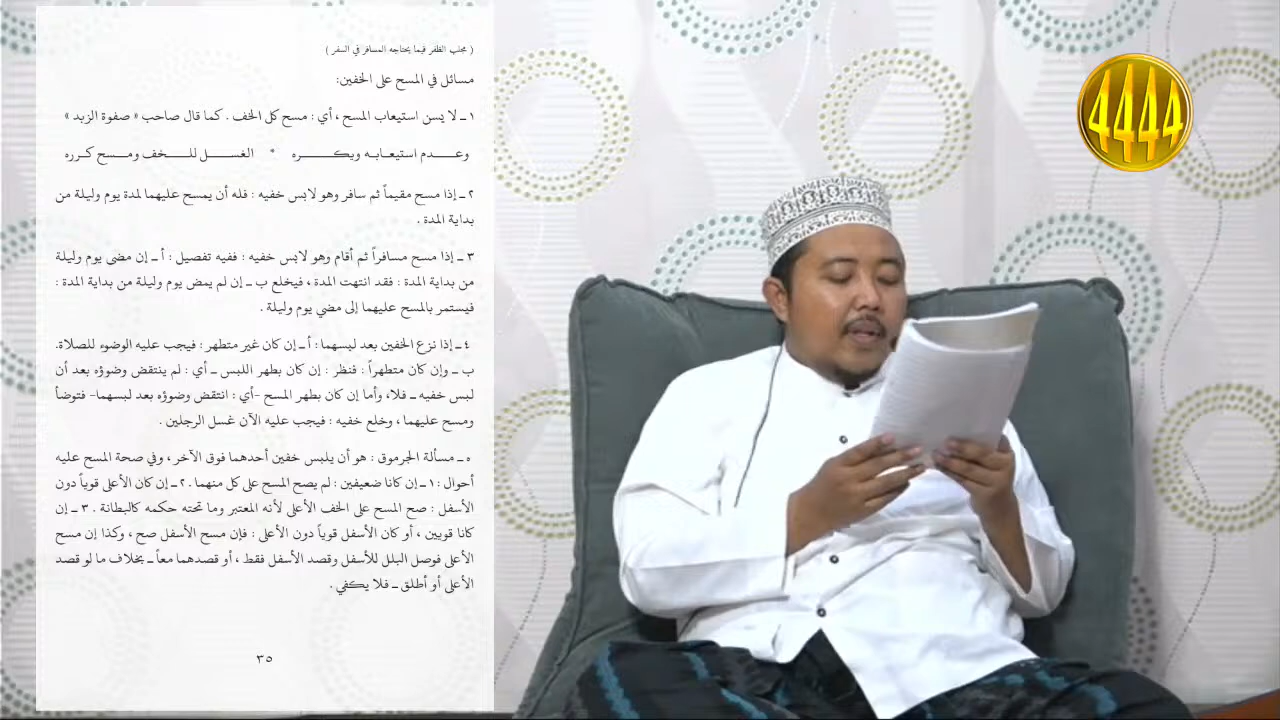 ( مجلب الظفر فيما يحتاجه المسافر في السفر )
مسائل في المسح على الخفين:
١ ـ لا يسن استيعاب المسح ، أي : مسح كل الخف . كما قال صاحب « صفوة الزبد »
وعـــدم استيعـابـه ويكـــــره * الغســل للـــخف ومــسح كـرره
٢ ـ إذا مسح مقيماً ثم سافر وهو لابس خفيه : فله أن يمسح عليهما لمدة يوم وليلة من
بداية المدة .
٣ ـ إذا مسح مسافراً ثم أقام وهو لابس خفيه : ففيه تفصيل : أ ـ إن مضى يوم وليلة
من بداية المدة : فقد انتهت المدة ، فيخلع ب ـ إن لم يمض يوم وليلة من بداية المدة :
فيستمر بالمسح عليهما إلى مضي يوم وليلة .
٤ ـ إذا نزع الخفين بعد لبسهما : أ ـ إن كان غير متطهر : فيجب عليه الوضوء للصلاة.
ب ـ وإن كان متطهراً : فنظر : إن كان بطهر اللبس ـ أي : لم ينتقض وضوؤه بعد أن
لبس خفيه ـ فلا، وأما إن كان بطهر المسح -أي : انتقض وضوؤه بعد لبسهما- فتوضأ
ومسح عليهما ، وخلع خفيه : فيجب عليه الآن غسل الرجلين .
٥ ـ مسألة الجرموق : هو أن يلبس خفين أحدهما فوق الآخر ، وفي صحة المسح عليه
أحوال : ١ ـ إن كانا ضعيفين : لم يصح المسح على كل منهما . ٢ ـ إن كان الأعلى قوياً دون
الأسفل : صح المسح على الخف الأعلى لأنه المعتبر وما تحته حكمه كالبطانة . ٣ ـ إن
كانا قويين ، أو كان الأسفل قوياً دون الأعلى : فإن مسح الأسفل صح ، وكذا إن مسح
الأعلى فوصل البلل للأسفل وقصد الأسفل فقط ، أو قصدهما معاً ـ بخلاف ما لو قصد
الأعلى أو أطلق ـ فلا يكفي .
٣٥
4444